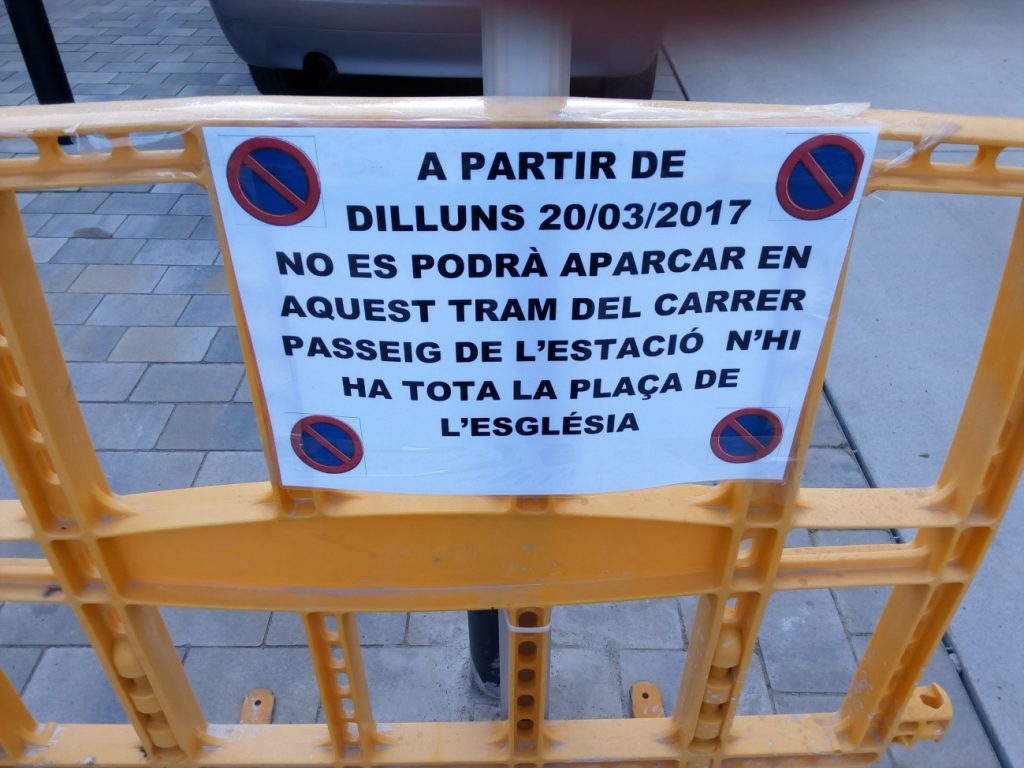 A PARTIR DE
DILLUNS 20/03/2017
NO ES PODRÀ APARCAR EN
AQUEST TRAM DEL CARRER
PASSEIG DE L'ESTACIÓ N'HI
HA TOTA LA PLAÇA DE
L'ESGLÉSIA